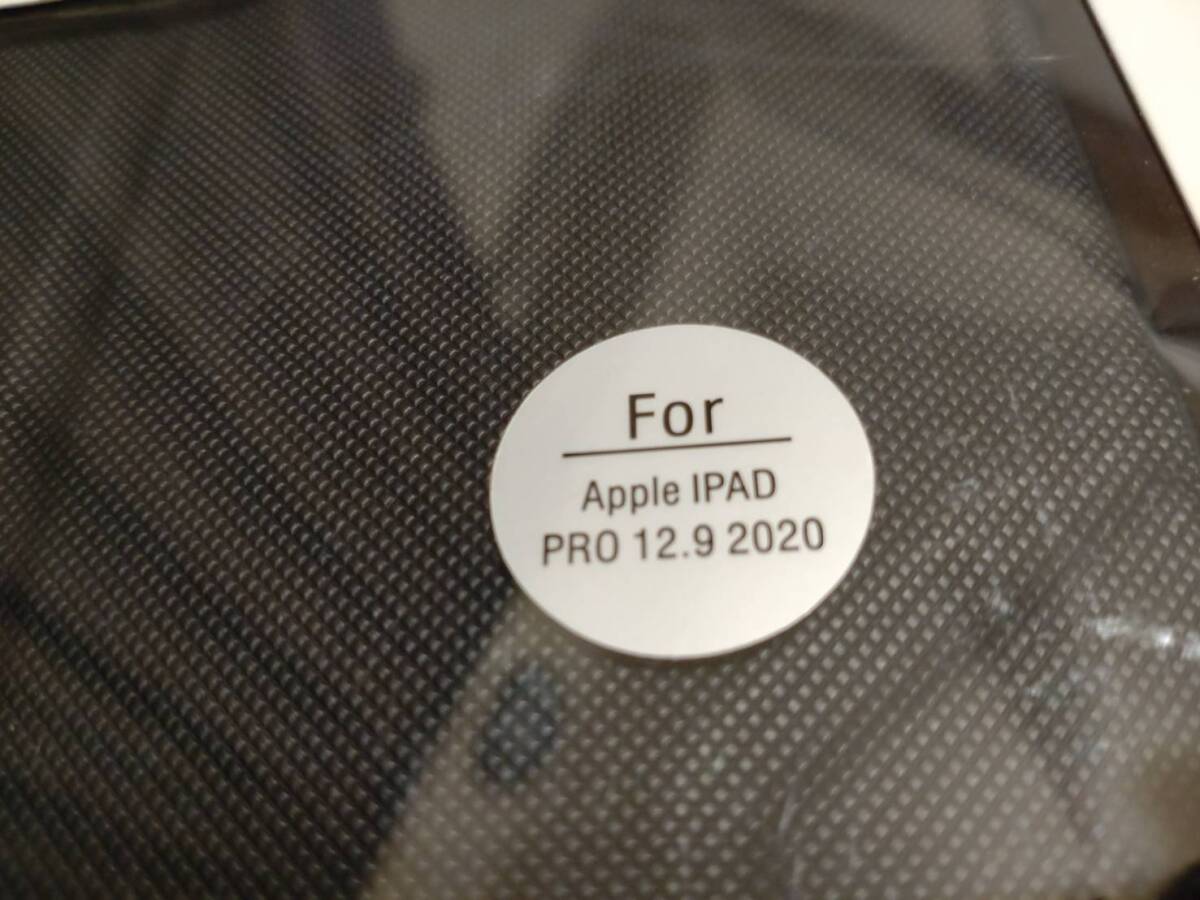 For
Apple IPAD
PRO 12.9 2020